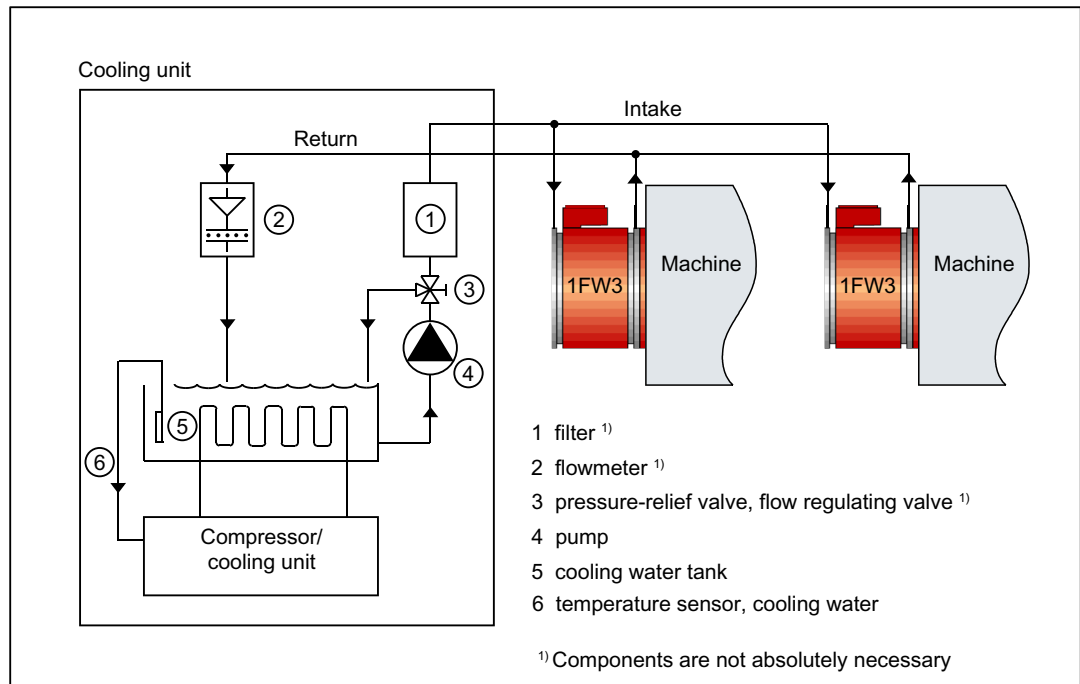 Cooling unit
Intake
Return
1
2
3
4
5
6
1FW3
Machine
1FW3
Machine
Compressor/
cooling unit
1 filter 1)
2 flowmeter 1)
3 pressure-relief valve, flow regulating valve 1)
4 pump
5 cooling water tank
6 temperature sensor, cooling water
1) Components are not absolutely necessary